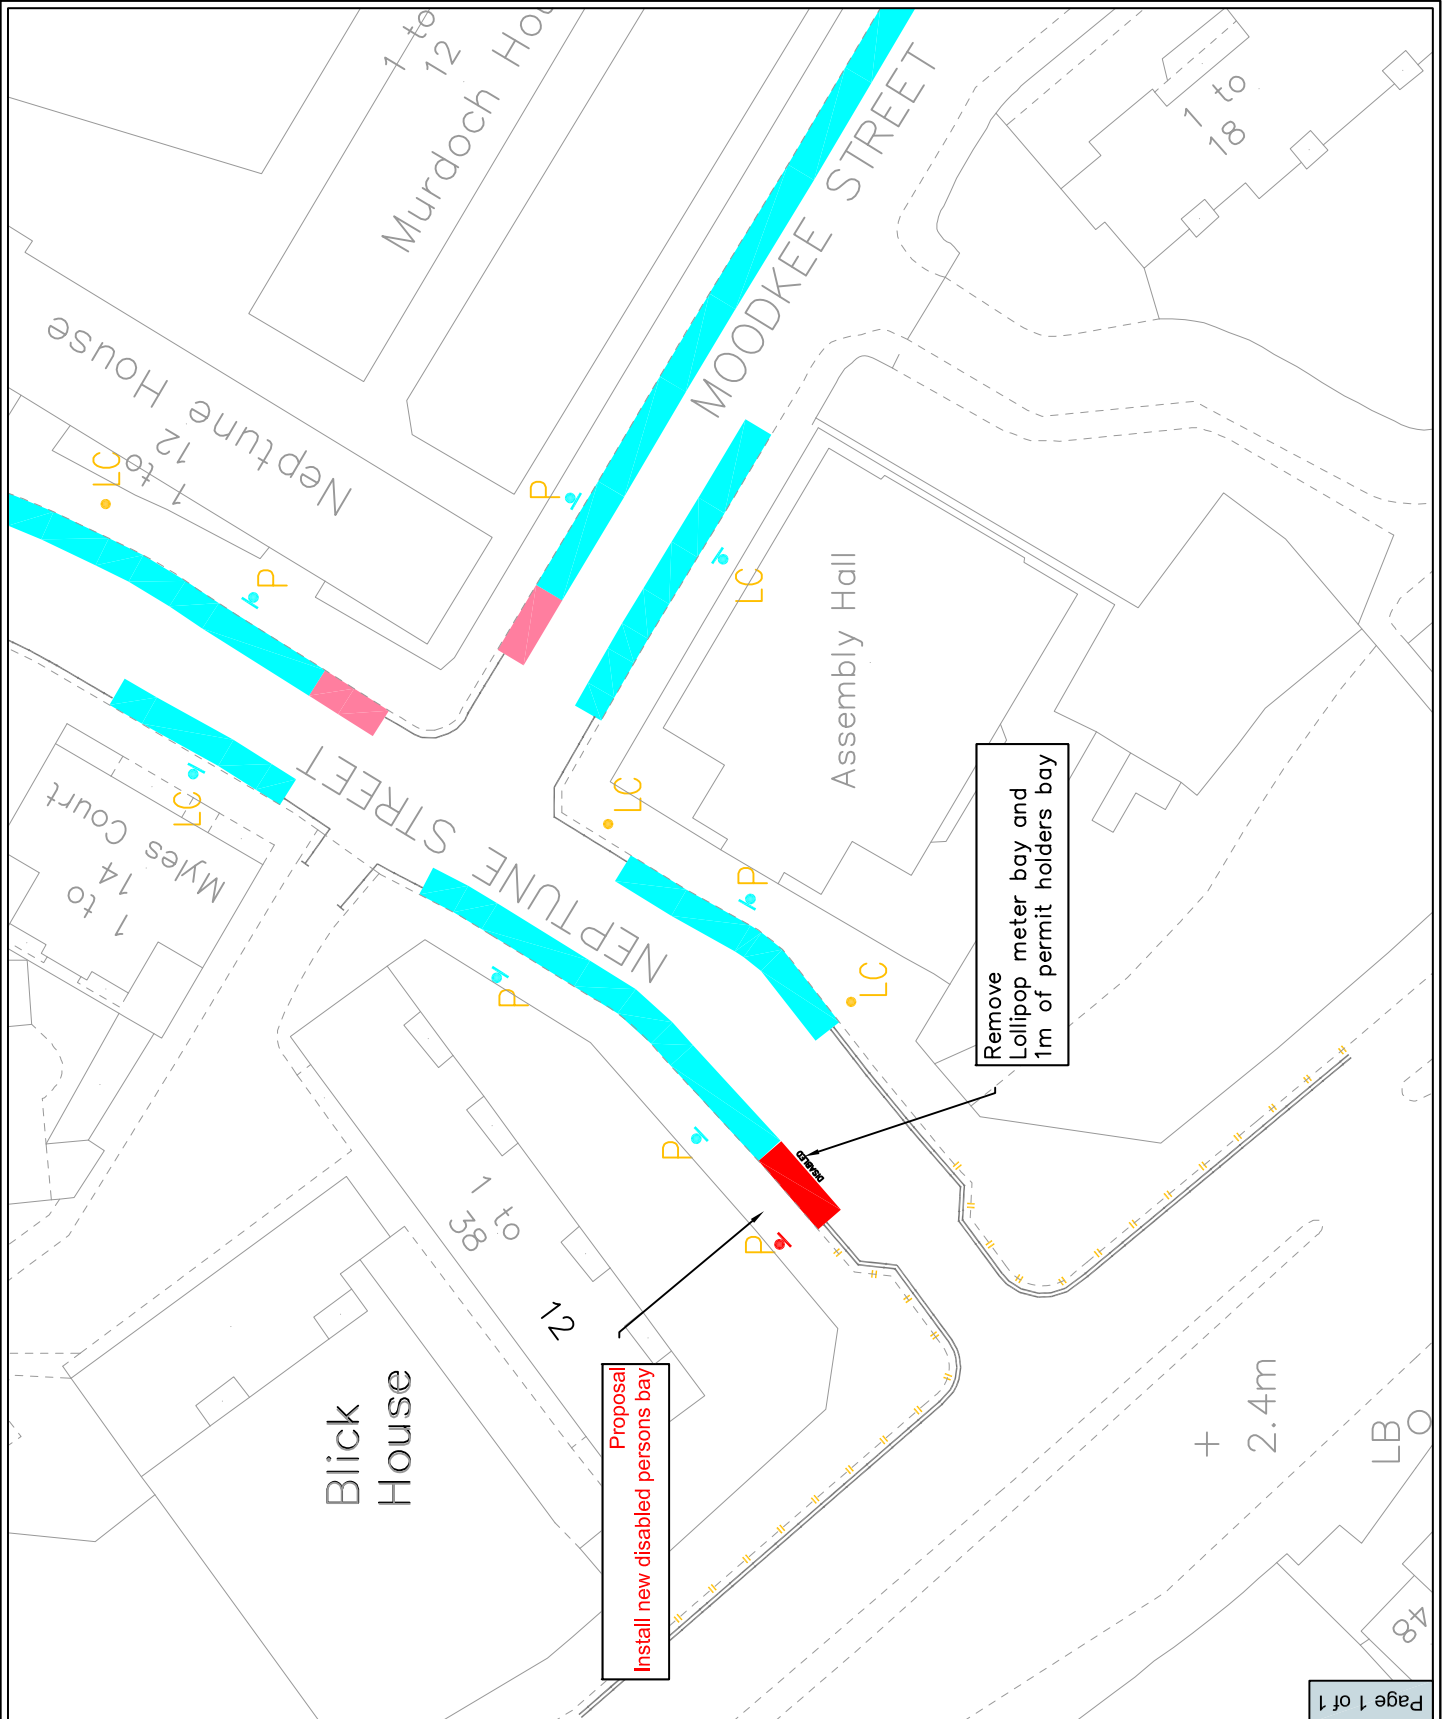 1 to
12
Murdoch Hou
MOODKEE STREET
1 to
18
Neptune House
1 to 12
LC
P
P
LC
LC
Myles Court
1 to
14
NEPTUNE STREET
Assembly Hall
LC
P
P
LC
Remove
Lollipop meter bay and
1m of permit holders bay
P
DISABLED
P
1 to
38
12
Blick
House
Proposal
Install new disabled persons bay
2.4m
LB
48
Page 1 of 1